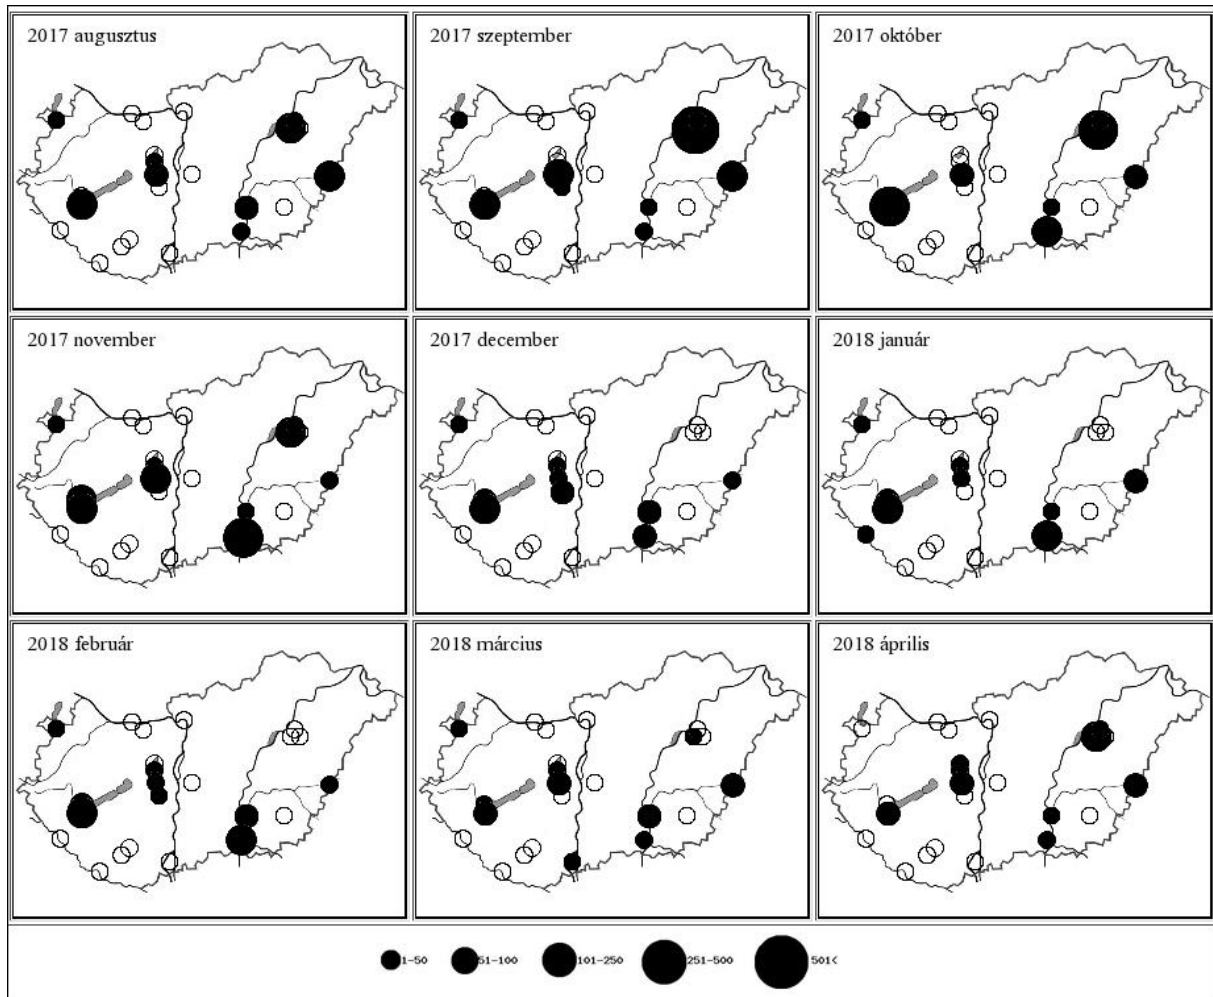 2017 augusztus
2017 szeptember
2017 október
2017 november
2017 december
2018 január
2018 február
2018 március
2018 április
1-50
51-100
101-250
251-500
501<